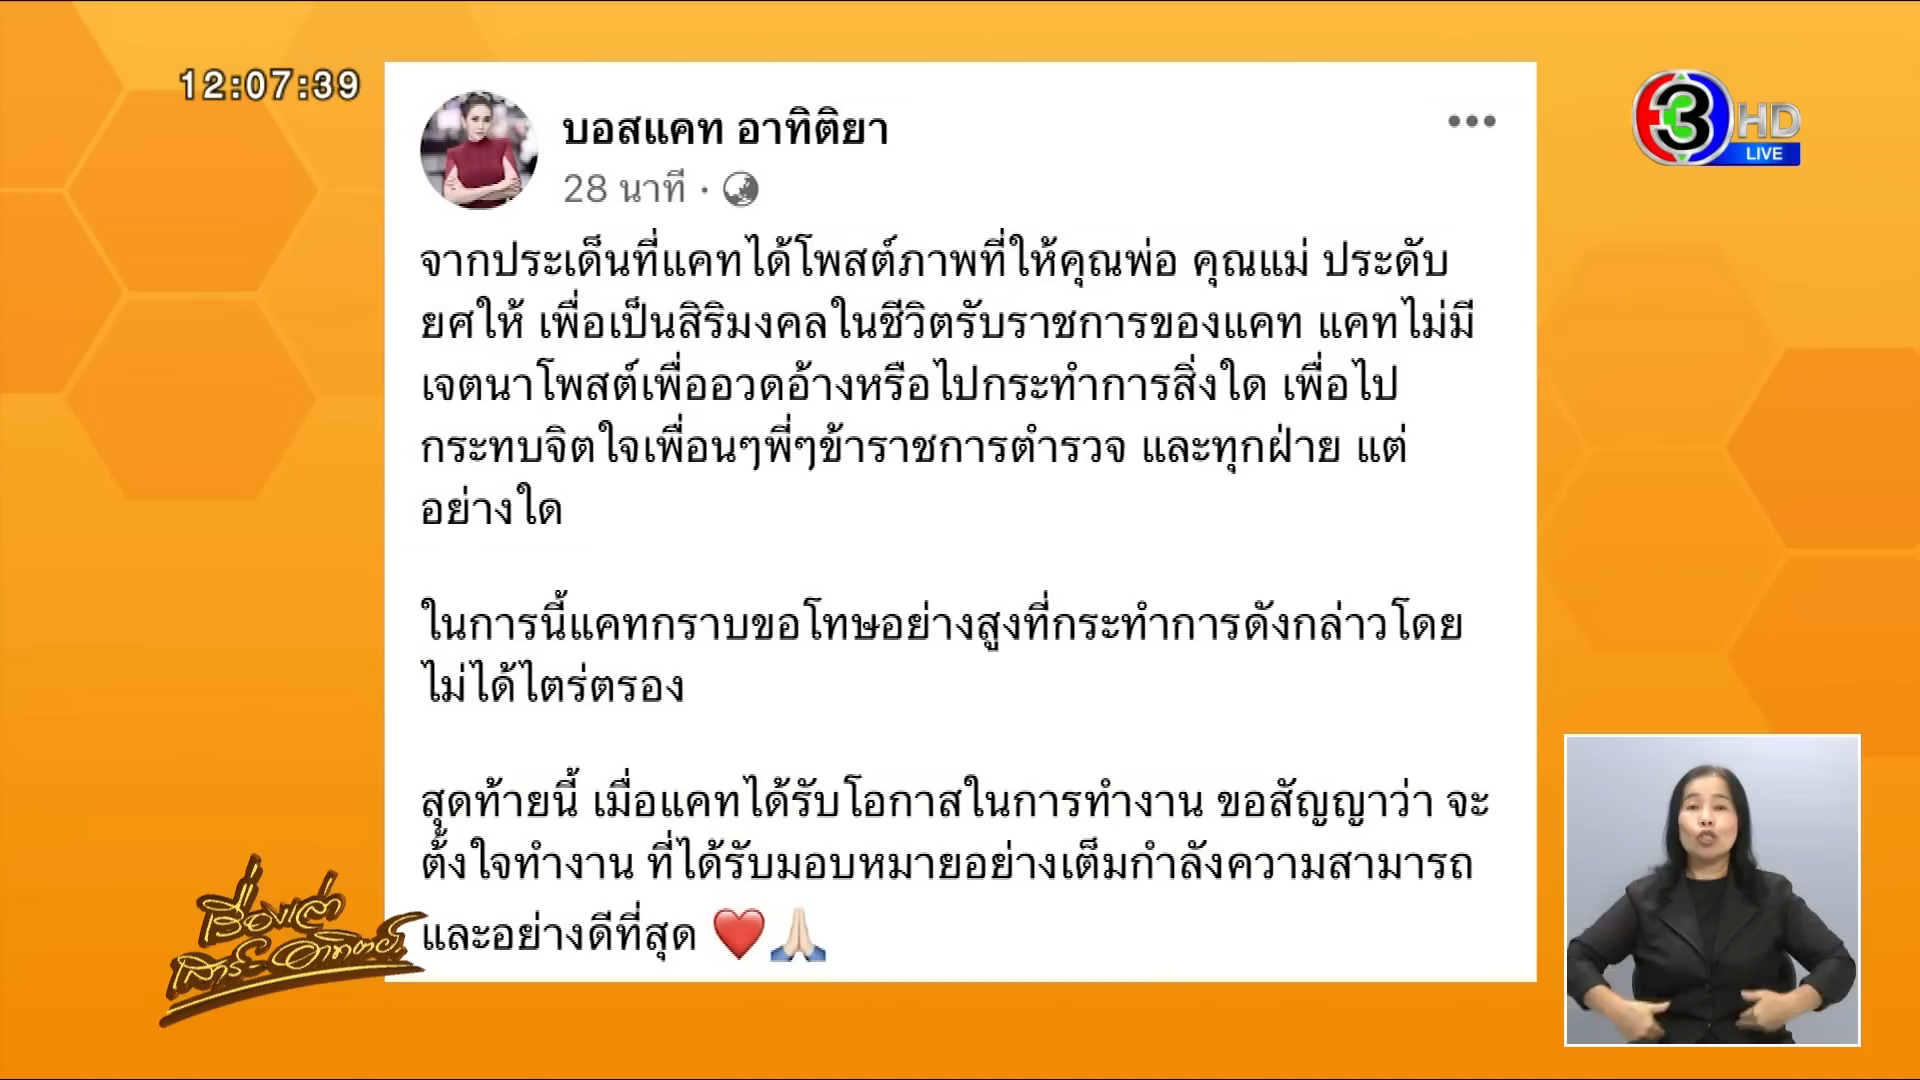 12:07:39
3 HD
LIVE
บอสแคท อาทิติยา
28 นาที ·
จากประเด็นที่แคทได้โพสต์ภาพที่ให้คุณพ่อ คุณแม่ ประดับ
ยศให้ เพื่อเป็นสิริมงคลในชีวิตรับราชการของแคท แคทไม่มี
เจตนาโพสต์เพื่ออวดอ้างหรือไปกระทำการสิ่งใด เพื่อไป
กระทบจิตใจเพื่อนๆพี่ๆข้าราชการตำรวจ และทุกฝ่าย แต่
อย่างใด
ในการนี้แคทกราบขอโทษอย่างสูงที่กระทำการดังกล่าวโดย
ไม่ได้ไตร่ตรอง
สุดท้ายนี้ เมื่อแคทได้รับโอกาสในการทำงาน ขอสัญญาว่า จะ
ตั้งใจทำงาน ที่ได้รับมอบหมายอย่างเต็มกำลังความสามารถ
และอย่างดีที่สุด ❤️🙏🏻
เรื่องเล่า
เสาร์-อาทิตย์